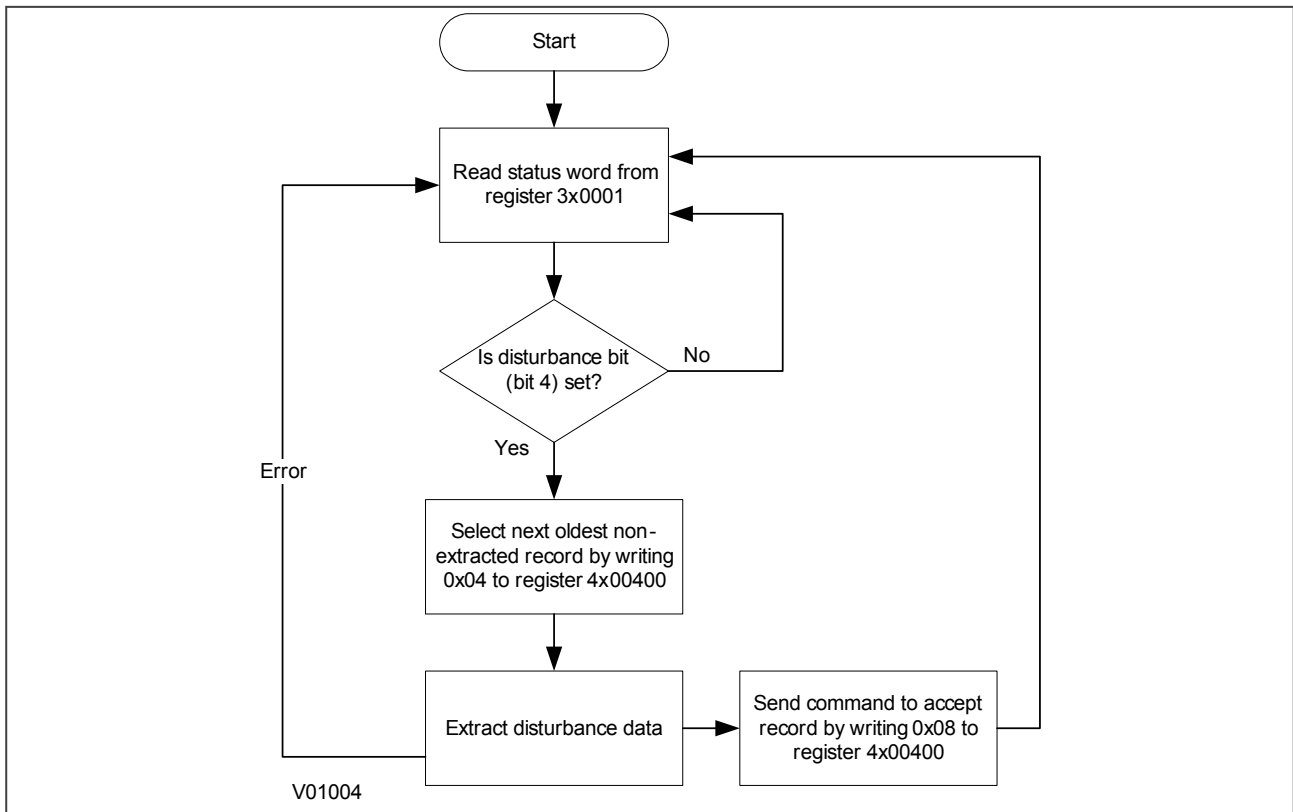 Start
Read status word from
register 3x0001
Is disturbance bit
(bit 4) set?
No
Yes
Error
Select next oldest non-
extracted record by writing
0x04 to register 4x00400
Extract disturbance data
Send command to accept
record by writing 0x08 to
register 4x00400
V01004